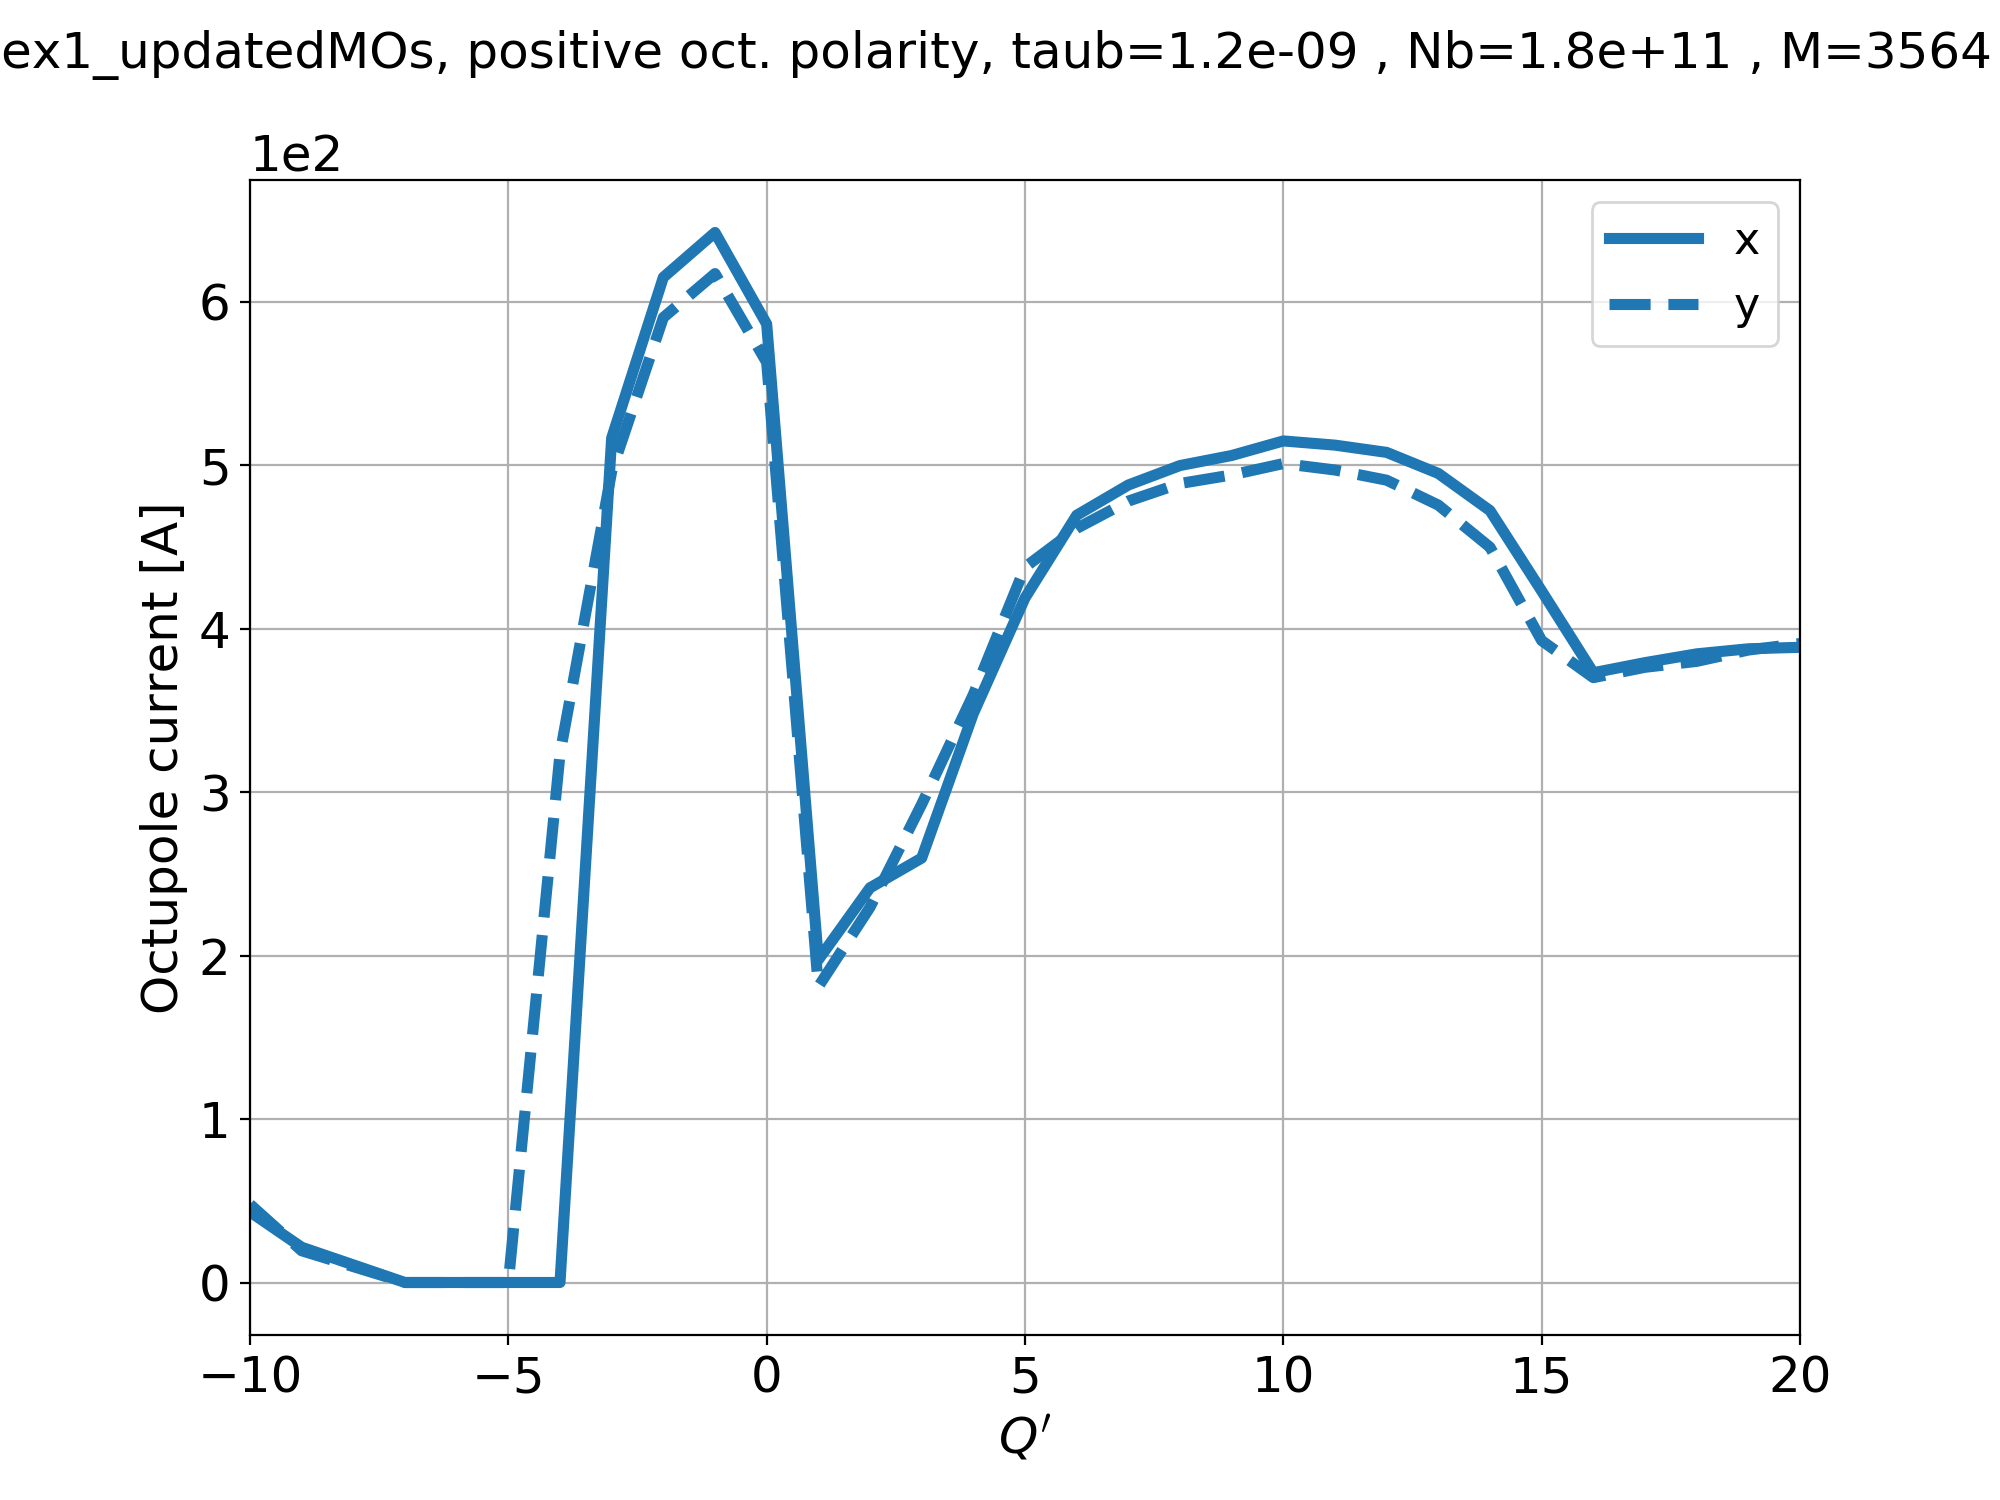 ex1_updatedMOs, positive oct. polarity, taub=1.2e-09 , Nb=1.8e+11 , M=3564
1e2
x
y
6
5
4
3
2
1
0
Octupole current [A]
−10
−5
0
5
10
15
20
Q′